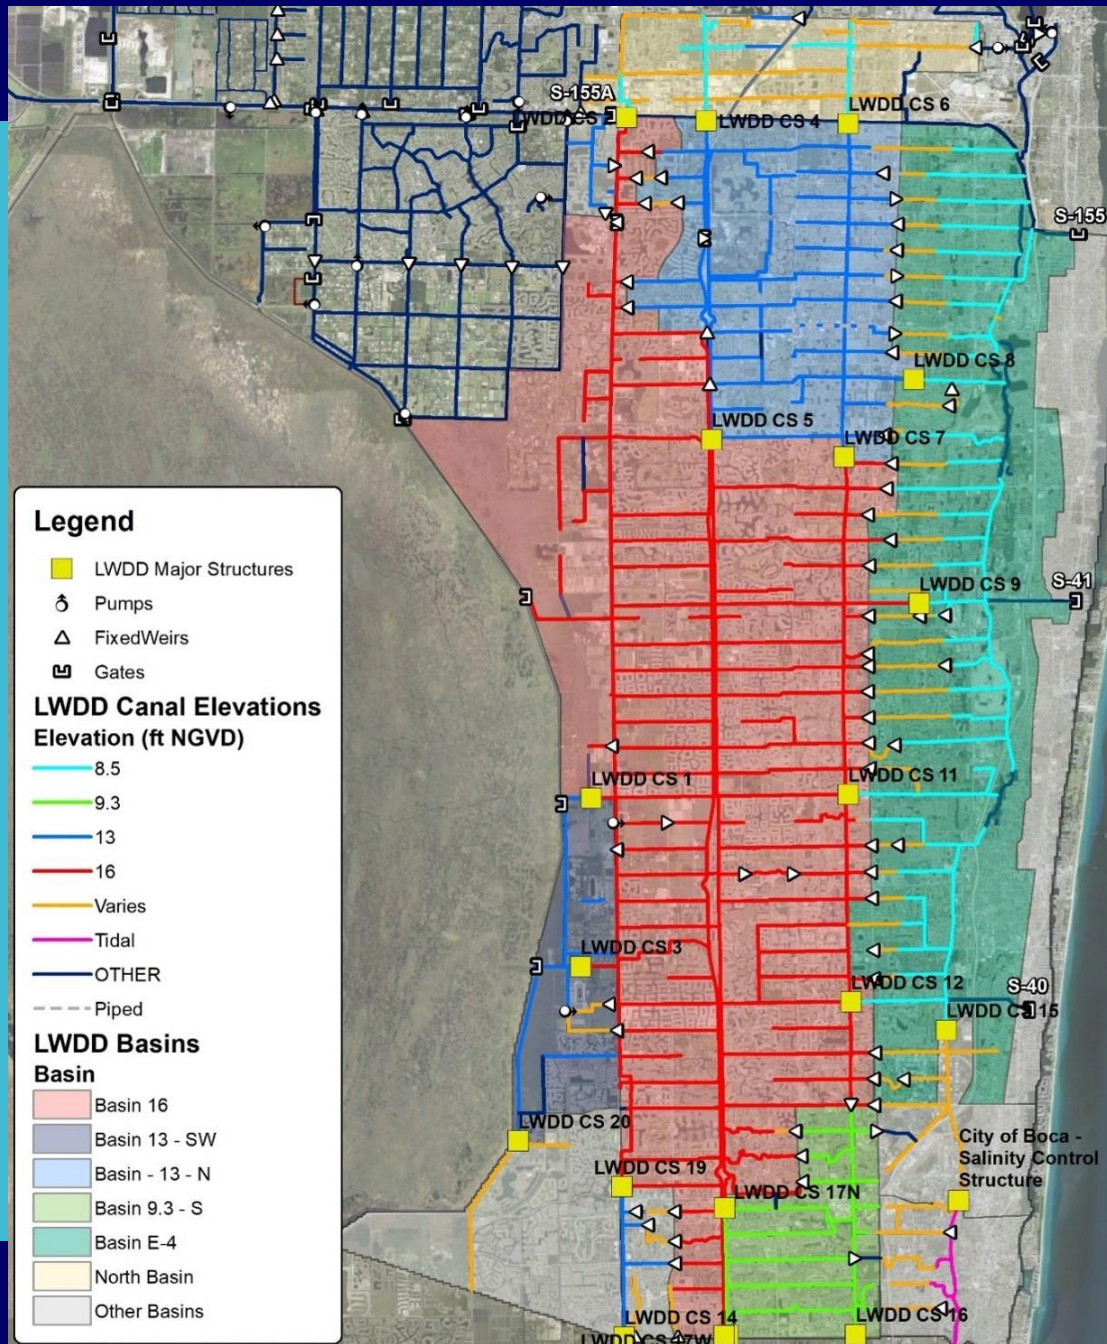 S-155A
LWDD CS 4
LWDD CS 6
S-155
LWDD CS 8
LWDD CS 5
LWDD CS 7
Legend
LWDD Major Structures
Pumps
FixedWeirs
Gates
LWDD Canal Elevations
Elevation (ft NGVD)
8.5
9.3
13
16
Varies
Tidal
OTHER
Piped
LWDD Basins
Basin
Basin 16
Basin 13 - SW
Basin - 13 - N
Basin 9.3 - S
Basin E-4
North Basin
Other Basins
LWDD CS 9
S-41
LWDD CS 1
LWDD CS 11
LWDD CS 3
LWDD CS 12
S-40
LWDD CS 15
LWDD CS 20
City of Boca -
Salinity Control
Structure
LWDD CS 19
LWDD CS 17N
LWDD CS 14
LWDD CS 16